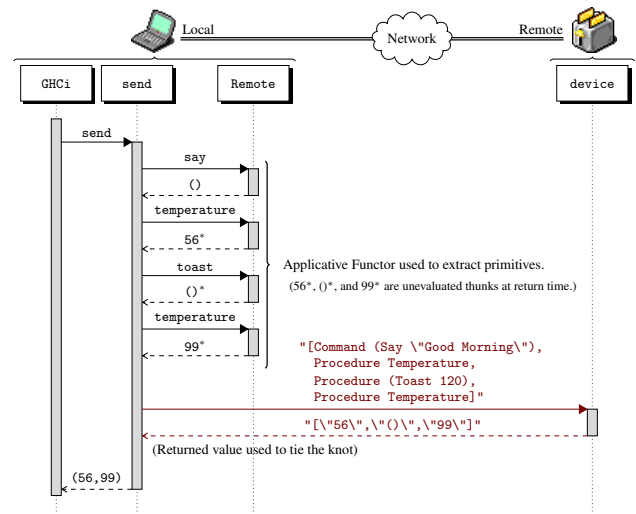 Local
Network
Remote
GHCi
send
Remote
device
send
say
()
temperature
56*
toast
()*
temperature
99*
Applicative Functor used to extract primitives.
(56*, ()*, and 99* are unevaluated thunks at return time.)
"[Command (Say \"Good Morning\"),
Procedure Temperature,
Procedure (Toast 120),
Procedure Temperature]"
"[\"56\",\"()\",\"99\"]"
(Returned value used to tie the knot)
(56,99)